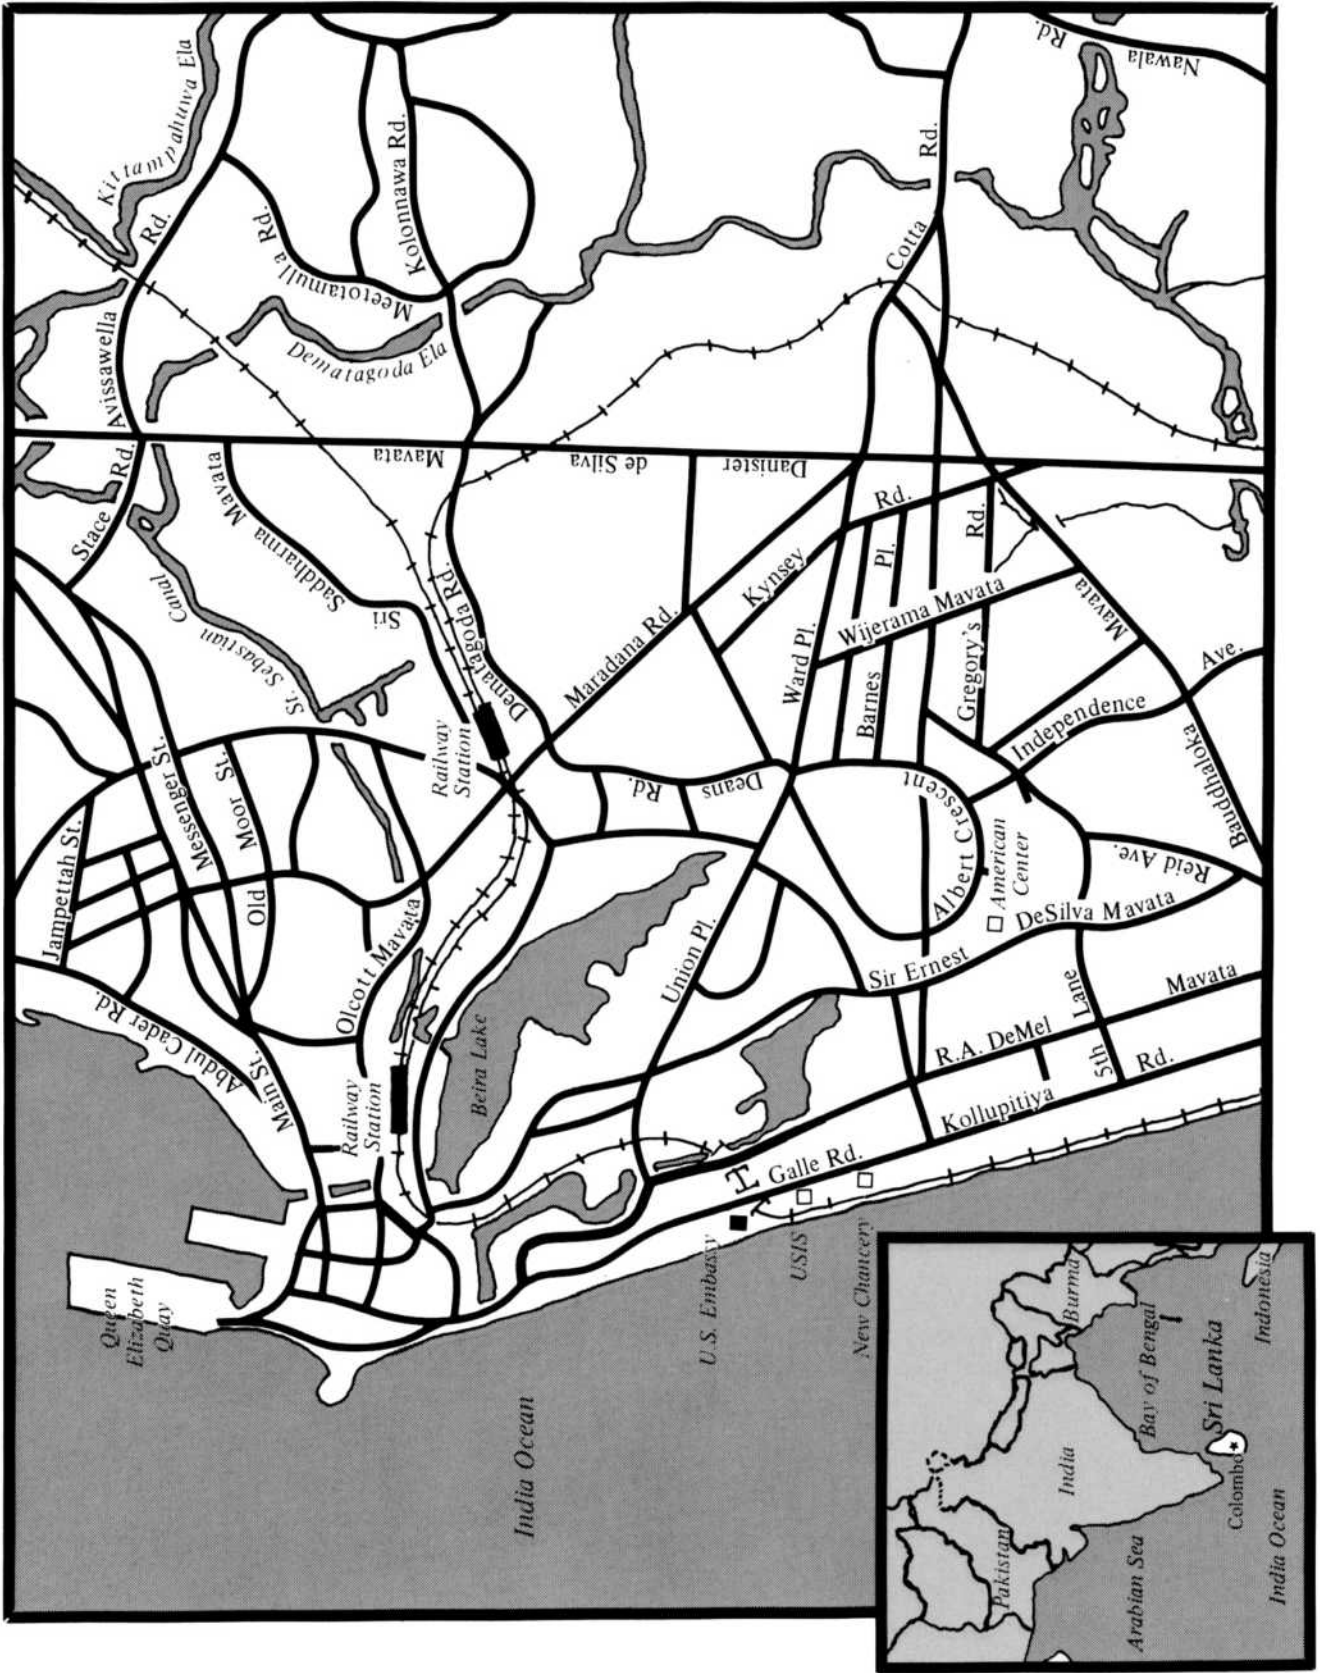 Kittampahuwa Ela
Avissawella Rd.
Stace Rd.
Meetotamulla Rd.
Kolonnawa Rd.
Dematagoda Ela
Cotta Rd.
Nawala Rd.
Danister de Silva Mavata
Sri Saddharma Mavata
St. Sebastian Canal
Dematagoda Rd.
Maradana Rd.
Kynsey Rd.
Ward Pl.
Barnes Pl.
Wijerama Mavata
Gregory's Rd.
Independence Ave.
Bauddhaloka Mavata
Railway
Station
Deans Rd.
Albert Crescent
American
Center
Reid Ave.
Sir Ernest DeSilva Mavata
Jampettah St.
Messenger St.
Old Moor St.
Olcott Mavata
Abdul Cader Rd.
Main St.
Railway
Station
Beira Lake
Union Pl.
R.A. DeMel Mavata
5th Lane
Kollupitiya Rd.
Galle Rd.
Queen
Elizabeth
Quay
U.S. Embassy
USIS
New Chancery
India Ocean
Pakistan
India
Burma
Bay of Bengal
Sri Lanka
Colombo
Arabian Sea
India Ocean
Indonesia